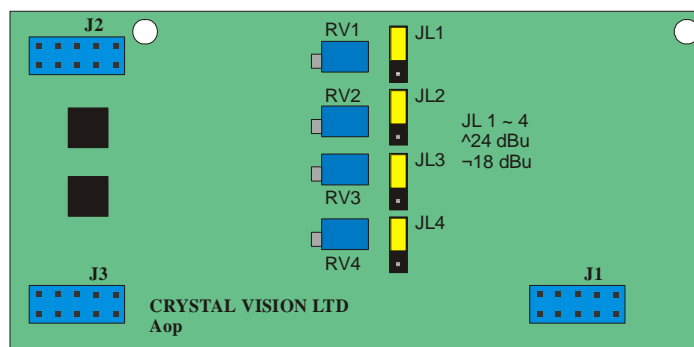 J2
RV1
JL1
RV2
JL2
JL 1 ~ 4
^24 dBu
¬18 dBu
JL3
RV3
JL4
RV4
J3
J1
CRYSTAL VISION LTD
Aop